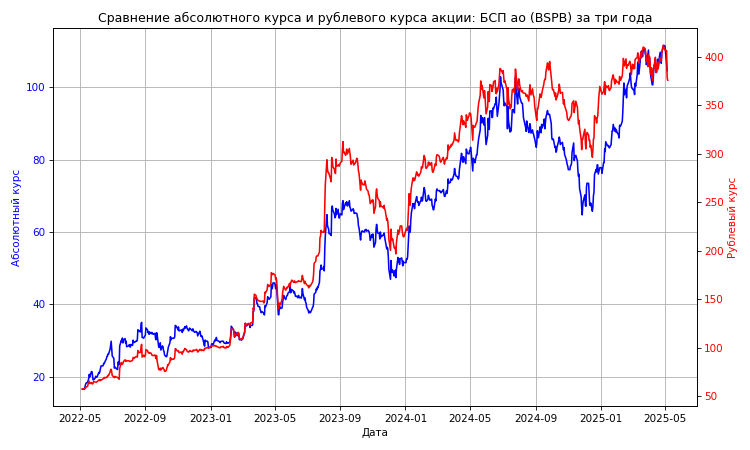 Сравнение абсолютного курса и рублевого курса акции: БСП ао (BSPB) за три года
Абсолютный курс
100
80
60
40
20
Рублевый курс
400
350
300
250
200
150
100
50
2022-05 2022-09 2023-01 2023-05 2023-09 2024-01 2024-05 2024-09 2025-01 2025-05
Дата